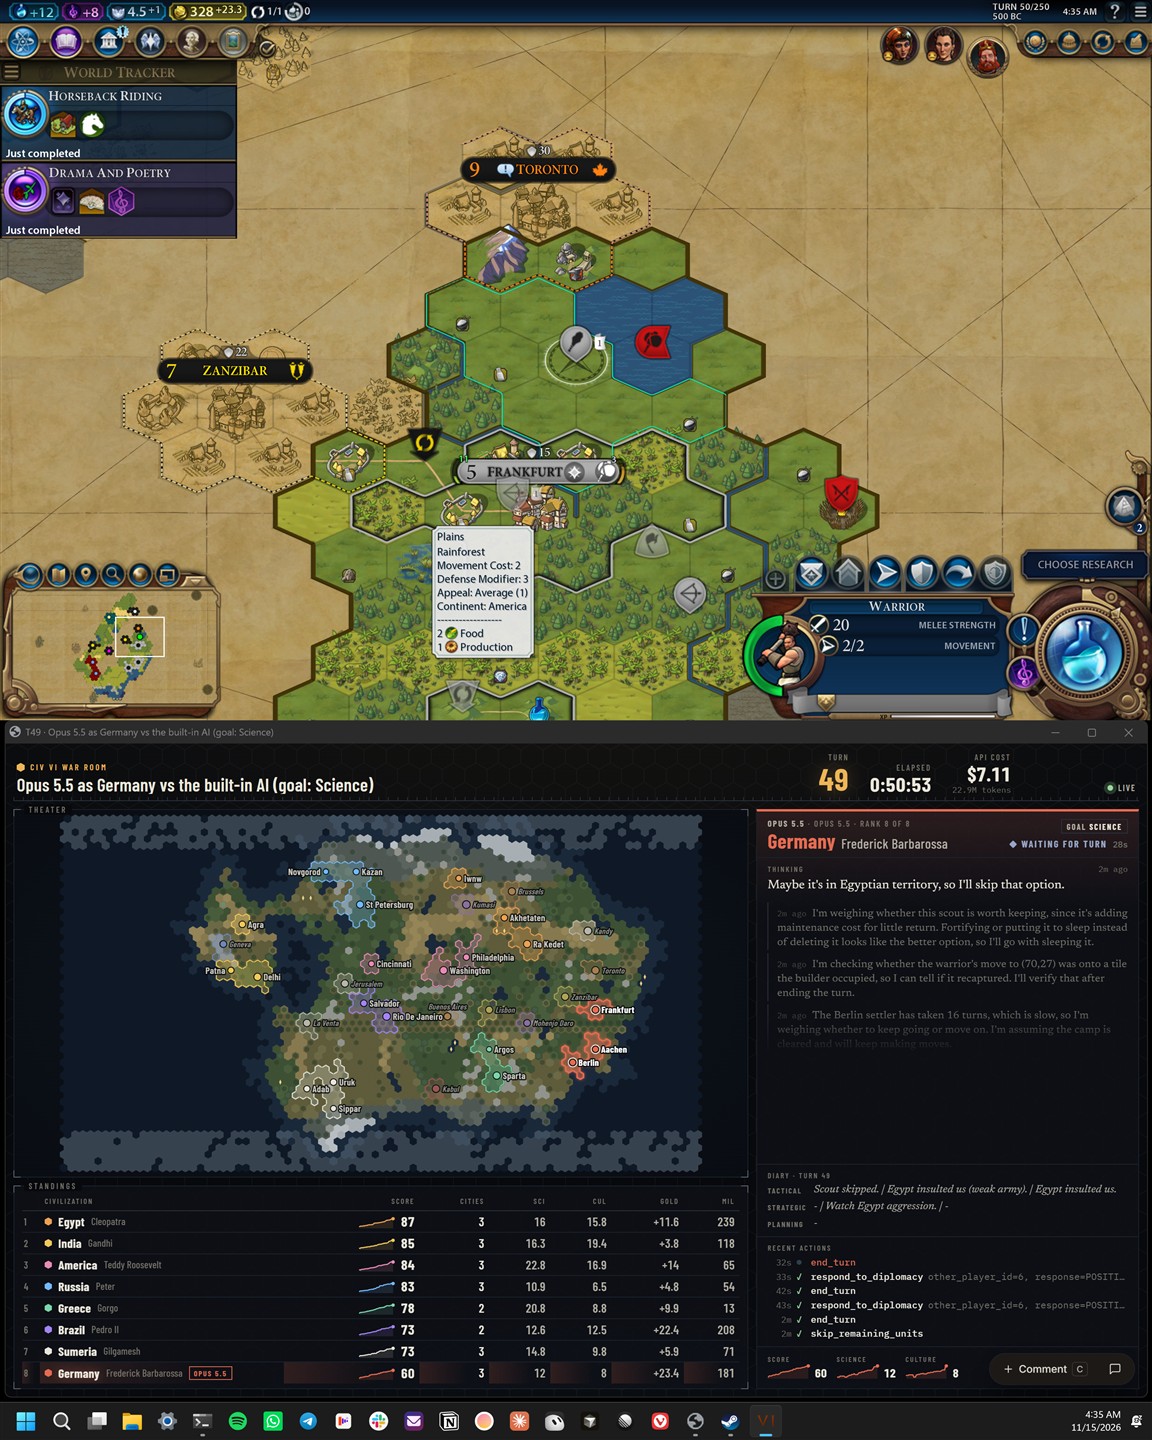 +12 +8 4.5 +1 328 +23.3 1/1 0
TURN 50/250
500 BC
4:35 AM ?
WORLD TRACKER
HORSEBACK RIDING
Just completed
DRAMA AND POETRY
Just completed
30
9 TORONTO
22
7 ZANZIBAR
1
15
5 FRANKFURT
Plains
Rainforest
Movement Cost: 2
Defense Modifier: 3
Appeal: Average (1)
Continent: America
------------------
2 Food
1 Production
2
CHOOSE RESEARCH
WARRIOR
20 MELEE STRENGTH
2/2 MOVEMENT
T49 · Opus 5.5 as Germany vs the built-in AI (goal: Science)
CIV VI WAR ROOM
Opus 5.5 as Germany vs the built-in AI (goal: Science)
TURN
49
ELAPSED
0:50:53
API COST
$7.11
22.9M tokens
LIVE
THEATER
Novgorod
Kazan
St Petersburg
Iwnw
Brussels
Kumasi
Akhetaten
Kandy
Ra Kedet
Agra
Geneva
Patna
Delhi
Cincinnati
Philadelphia
Washington
Toronto
Jerusalem
Salvador
Buenos Aires
Rio De Janeiro
La Venta
Lisbon
Zanzibar
Frankfurt
Mohenjo Daro
Argos
Aachen
Berlin
Sparta
Kabul
Adab
Uruk
Sippar
OPUS 5.5 · OPUS 5.5 · RANK 8 OF 8
GOAL SCIENCE
Germany Frederick Barbarossa
WAITING FOR TURN 28s
THINKING 2m ago
Maybe it's in Egyptian territory, so I'll skip that option.
2m ago I'm weighing whether this scout is worth keeping, since it's adding
maintenance cost for little return. Fortifying or putting it to sleep instead
of deleting it looks like the better option, so I'll go with sleeping it.
2m ago I'm checking whether the warrior's move to (70,27) was onto a tile
the builder occupied, so I can tell if it recaptured. I'll verify that after
ending the turn.
2m ago The Berlin settler has taken 16 turns, which is slow, so I'm
weighing whether to keep going or move on. I'm assuming the camp is
cleared and will keep making moves.
DIARY · TURN 49
TACTICAL Scout skipped. | Egypt insulted us (weak army). | Egypt insulted us.
STRATEGIC - | Watch Egypt aggression. | -
PLANNING -
RECENT ACTIONS
32s end_turn
33s ✓ respond_to_diplomacy other_player_id=6, response=POSITI…
42s ✓ end_turn
43s ✓ respond_to_diplomacy other_player_id=6, response=POSITI…
2m ✓ end_turn
2m ✓ skip_remaining_units
SCORE 60
SCIENCE 12
CULTURE 8
+ Comment C
STANDINGS
CIVILIZATION SCORE CITIES SCI CUL GOLD MIL
1 Egypt Cleopatra 87 3 16 15.8 +11.6 239
2 India Gandhi 85 3 16.3 19.4 +3.8 118
3 America Teddy Roosevelt 84 3 22.8 16.9 +14 65
4 Russia Peter 83 3 10.9 6.5 +4.8 54
5 Greece Gorgo 78 2 20.8 8.8 +9.9 13
6 Brazil Pedro II 73 2 12.6 12.5 +22.4 208
7 Sumeria Gilgamesh 73 3 14.8 9.8 +5.9 71
8 Germany Frederick Barbarossa OPUS 5.5 60 3 12 8 +23.4 181
4:35 AM
11/15/2026